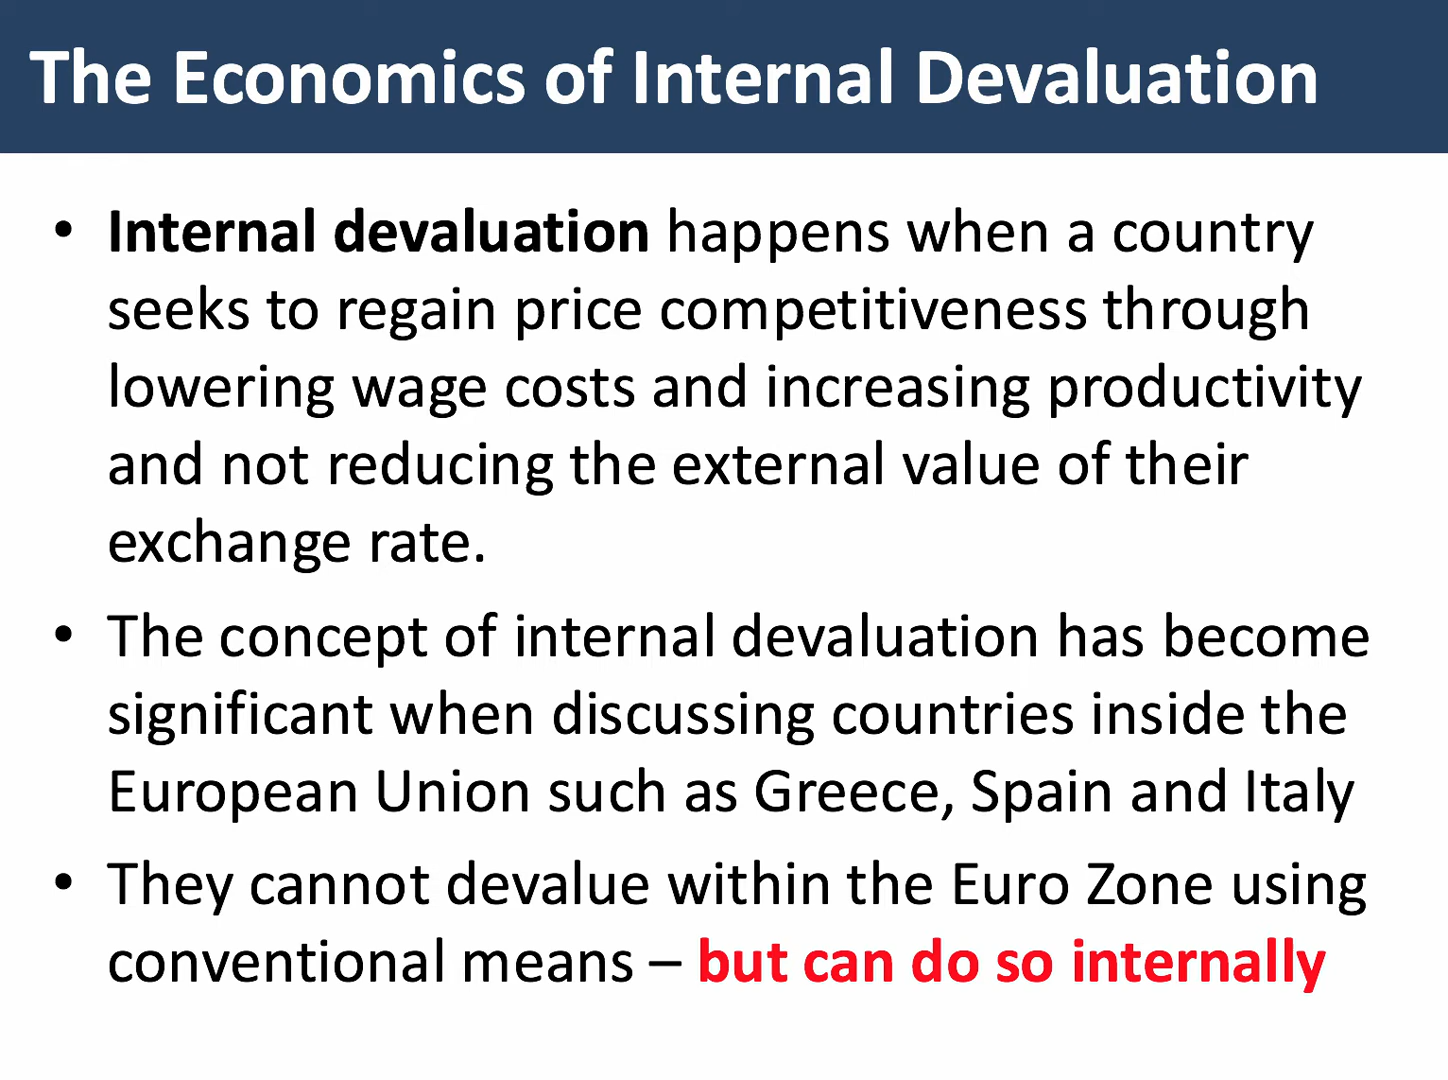 The Economics of Internal Devaluation
• Internal devaluation happens when a country
seeks to regain price competitiveness through
lowering wage costs and increasing productivity
and not reducing the external value of their
exchange rate.
• The concept of internal devaluation has become
significant when discussing countries inside the
European Union such as Greece, Spain and Italy
• They cannot devalue within the Euro Zone using
conventional means – but can do so internally